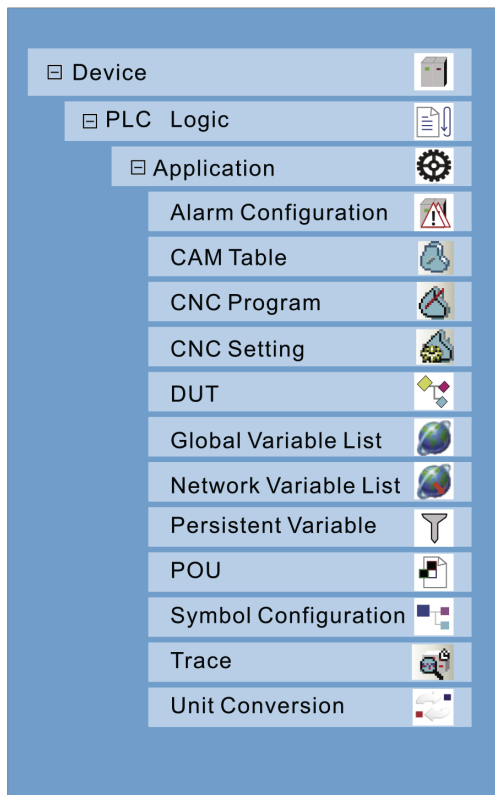 Device
PLC Logic
Application
Alarm Configuration
CAM Table
CNC Program
CNC Setting
DUT
Global Variable List
Network Variable List
Persistent Variable
POU
Symbol Configuration
Trace
Unit Conversion